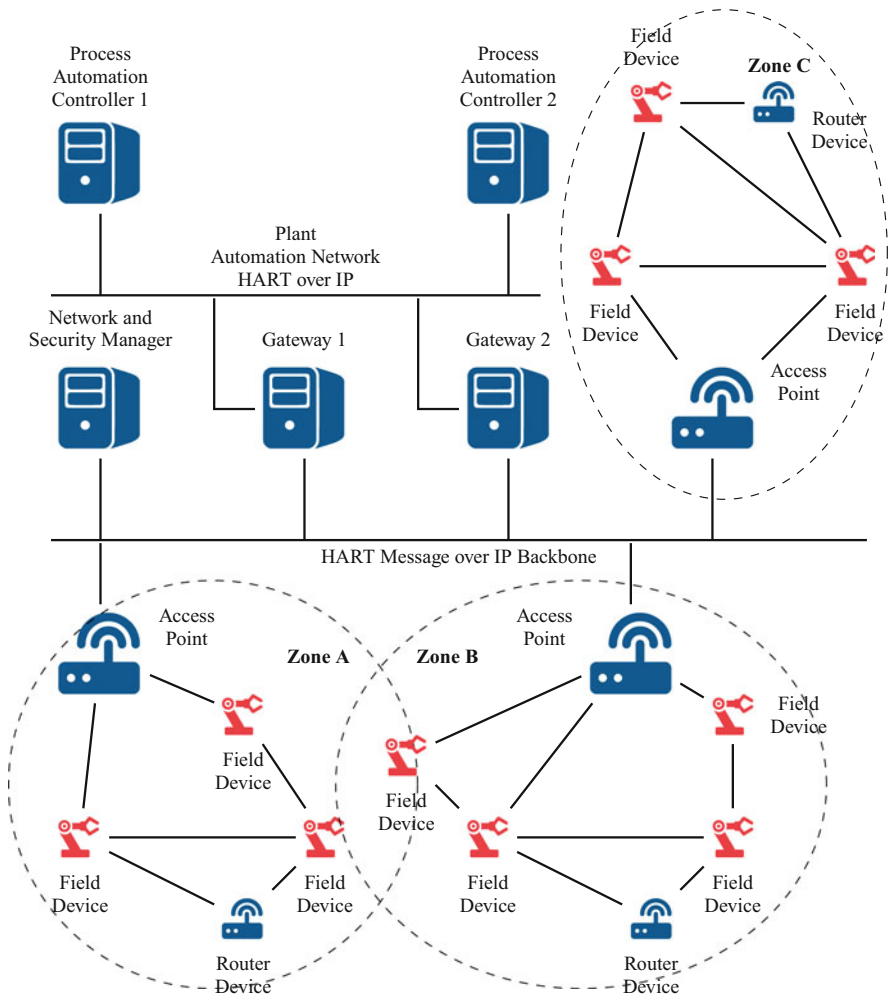 Process
Automation
Controller 1
Process
Automation
Controller 2
Field
Device
Zone C
Router
Device
Field
Device
Field
Device
Access
Point
Plant
Automation Network
HART over IP
Network and
Security Manager
Gateway 1
Gateway 2
HART Message over IP Backbone
Access
Point
Zone A
Field
Device
Field
Device
Field
Device
Router
Device
Zone B
Access
Point
Field
Device
Field
Device
Field
Device
Field
Device
Router
Device